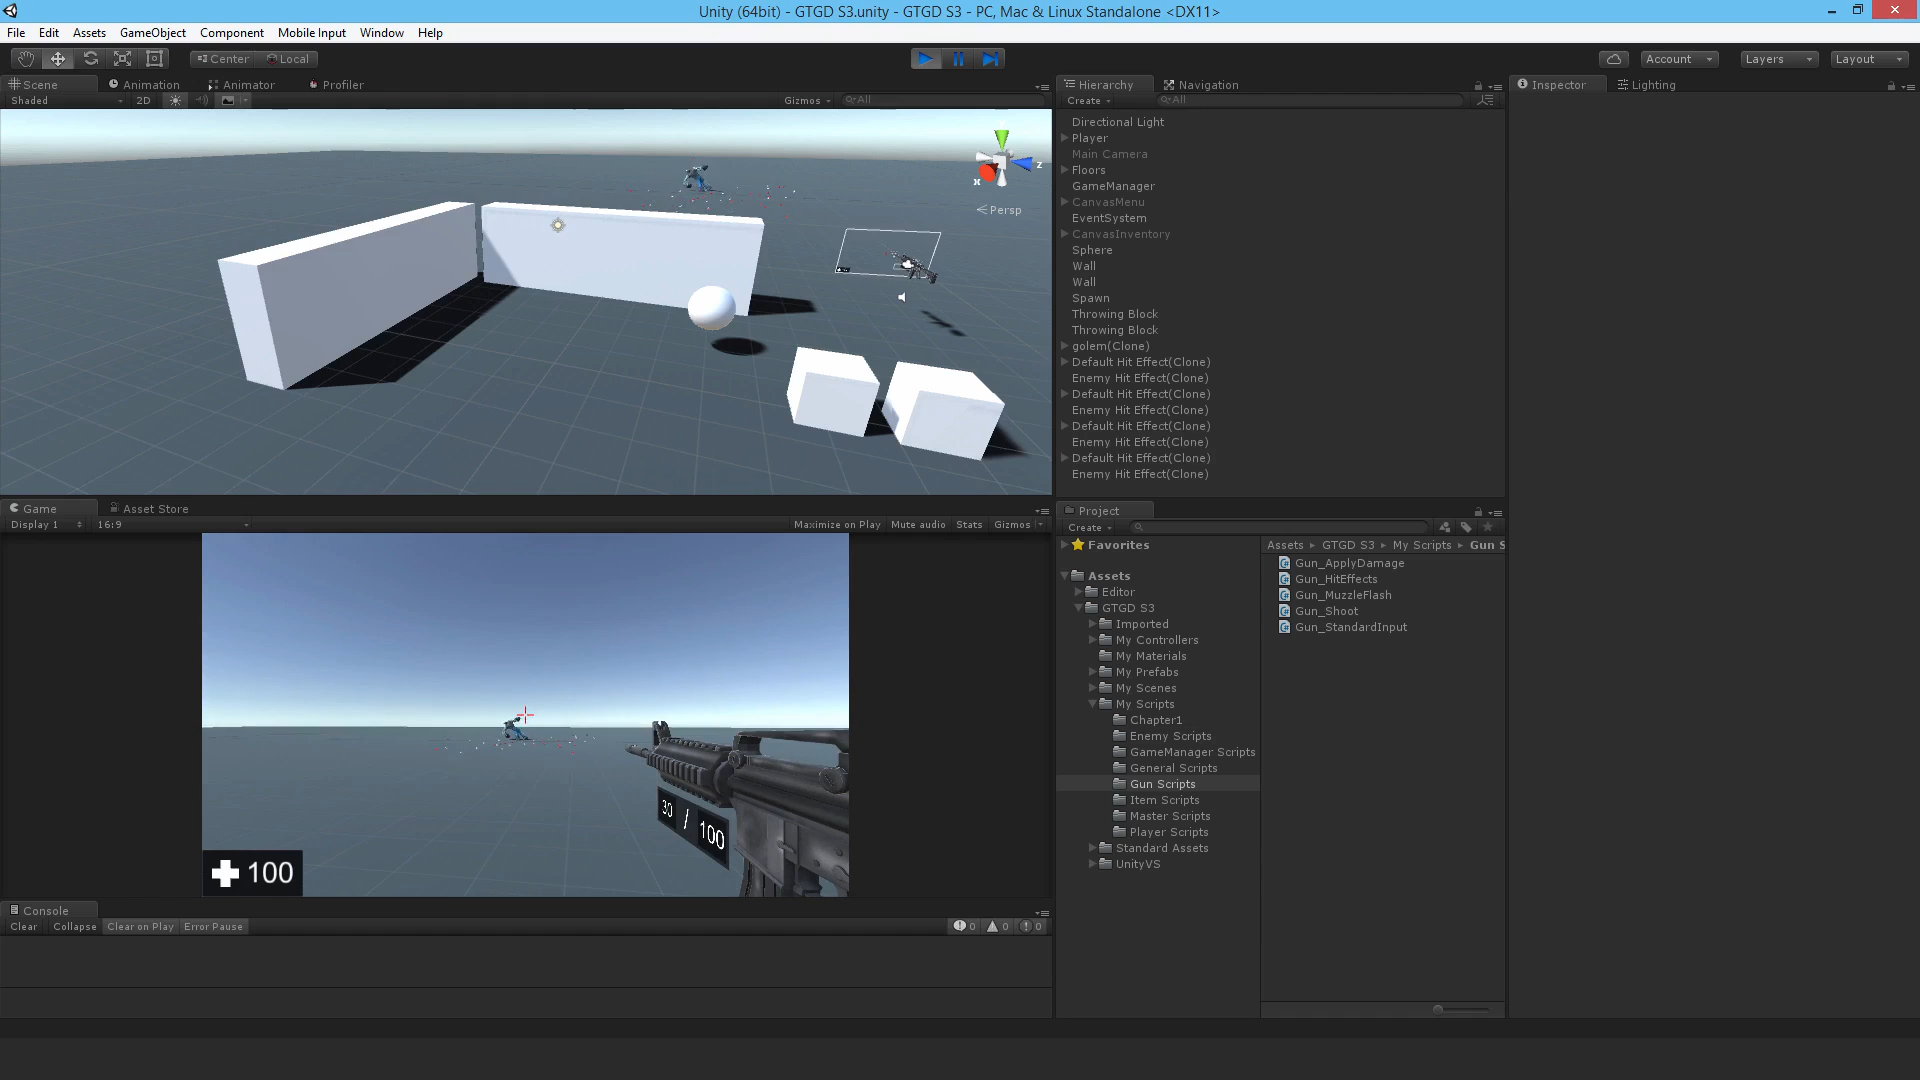 Unity (64bit) - GTGD S3.unity - GTGD S3 - PC, Mac & Linux Standalone <DX11>
File Edit Assets GameObject Component Mobile Input Window Help
Center Local Account Layers Layout
Scene Animation Animator Profiler
Shaded 2D Gizmos All
x z
Persp
Hierarchy Navigation
Create All
Directional Light
Player
Main Camera
Floors
GameManager
CanvasMenu
EventSystem
CanvasInventory
Sphere
Wall
Wall
Spawn
Throwing Block
Throwing Block
golem(Clone)
Default Hit Effect(Clone)
Enemy Hit Effect(Clone)
Default Hit Effect(Clone)
Enemy Hit Effect(Clone)
Default Hit Effect(Clone)
Enemy Hit Effect(Clone)
Default Hit Effect(Clone)
Enemy Hit Effect(Clone)
Inspector Lighting
Game Asset Store
Display 1 16:9 Maximize on Play Mute audio Stats Gizmos
30 / 100
100
Project
Create
Favorites
Assets
Editor
GTGD S3
Imported
My Controllers
My Materials
My Prefabs
My Scenes
My Scripts
Chapter1
Enemy Scripts
GameManager Scripts
General Scripts
Gun Scripts
Item Scripts
Master Scripts
Player Scripts
Standard Assets
UnityVS
Assets GTGD S3 My Scripts Gun S
Gun_ApplyDamage
Gun_HitEffects
Gun_MuzzleFlash
Gun_Shoot
Gun_StandardInput
Console
Clear Collapse Clear on Play Error Pause 0 0 0